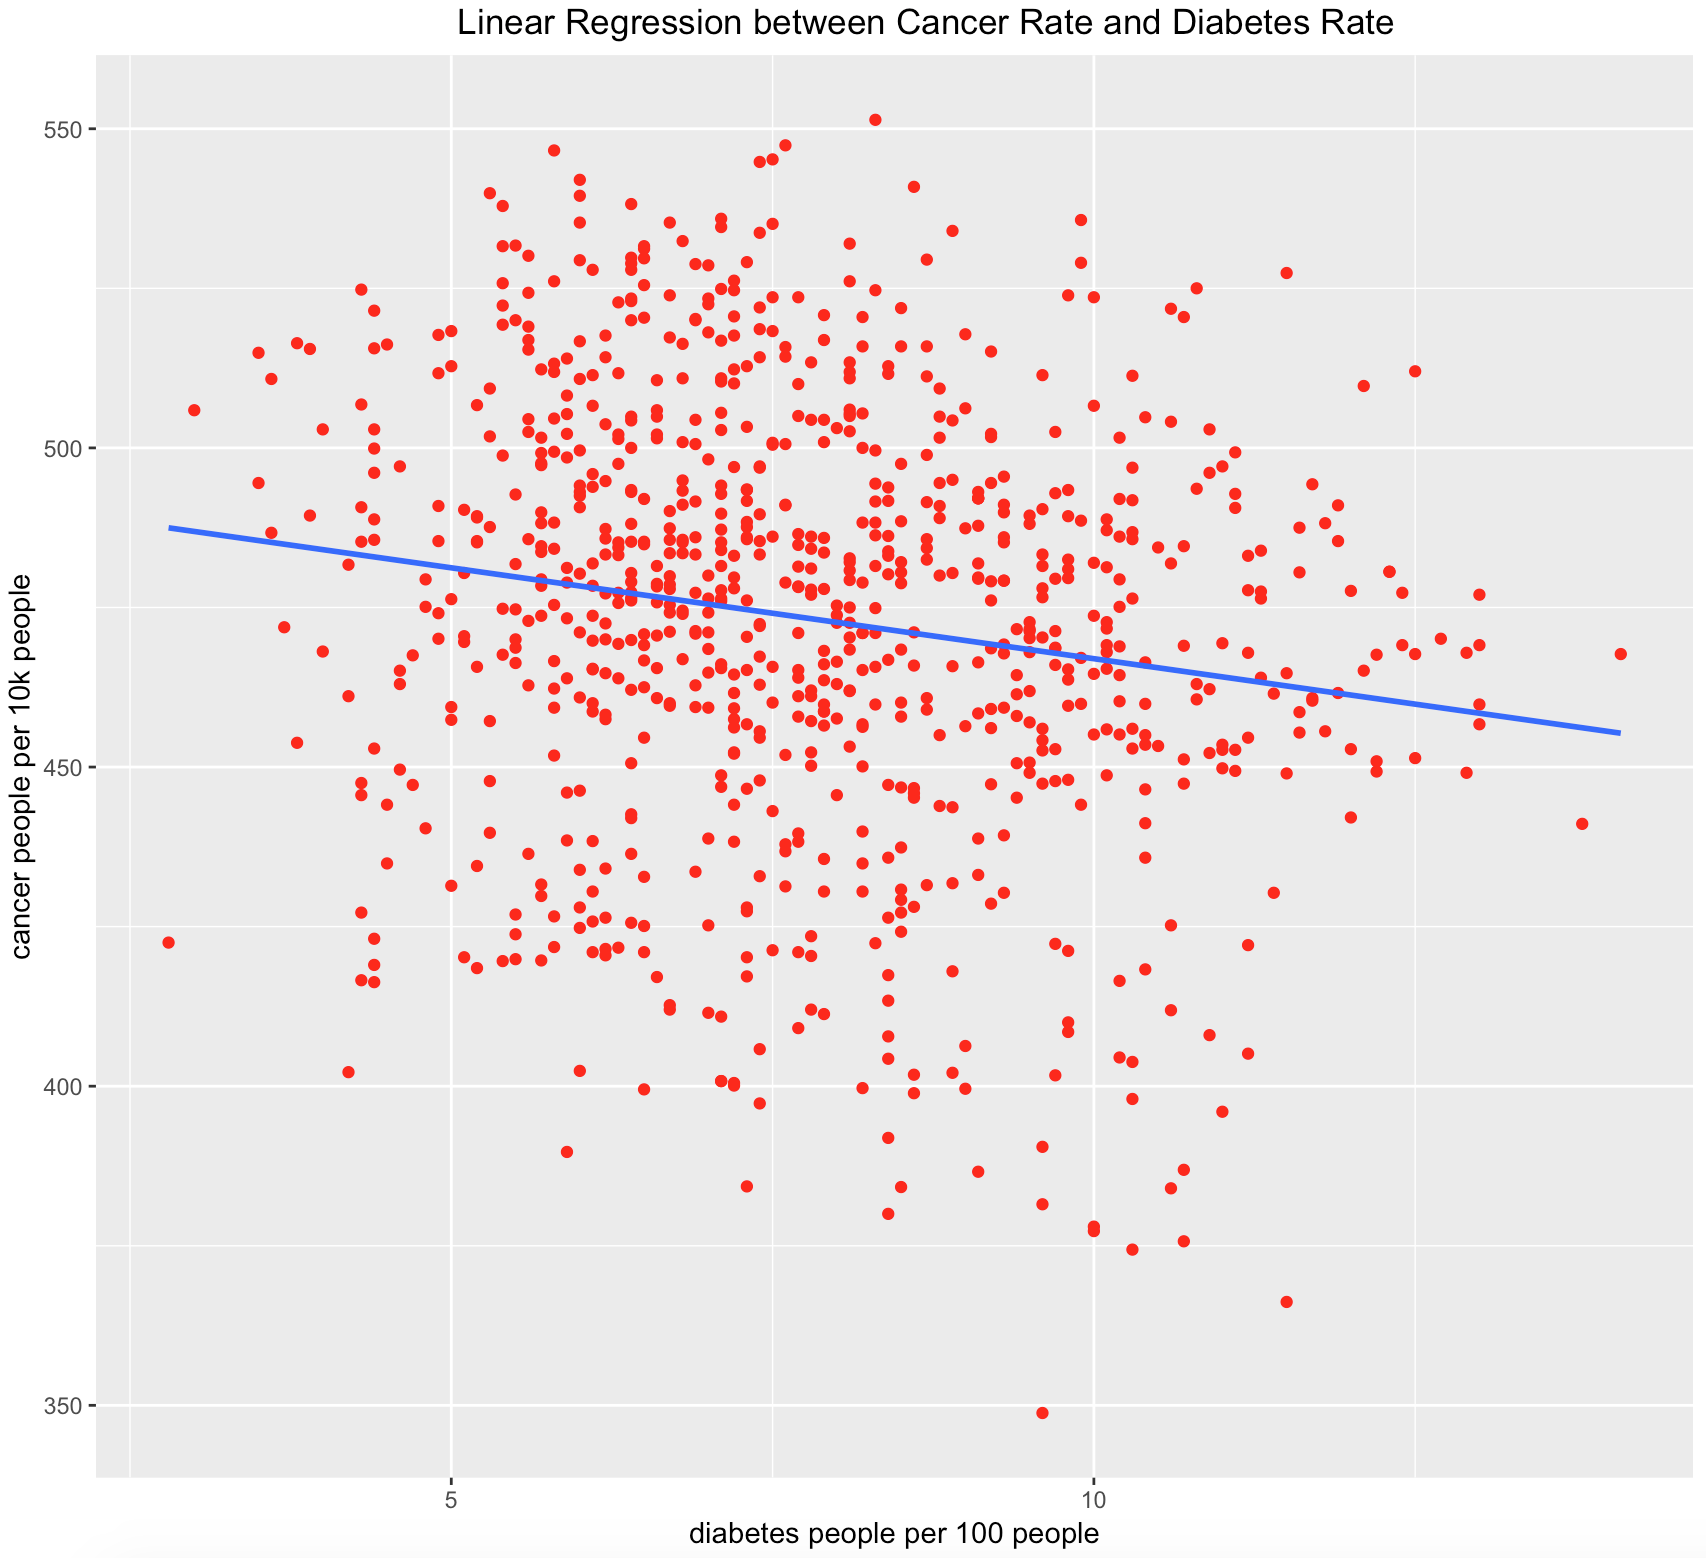 Linear Regression between Cancer Rate and Diabetes Rate
cancer people per 10k people
550
500
450
400
350
5
10
diabetes people per 100 people